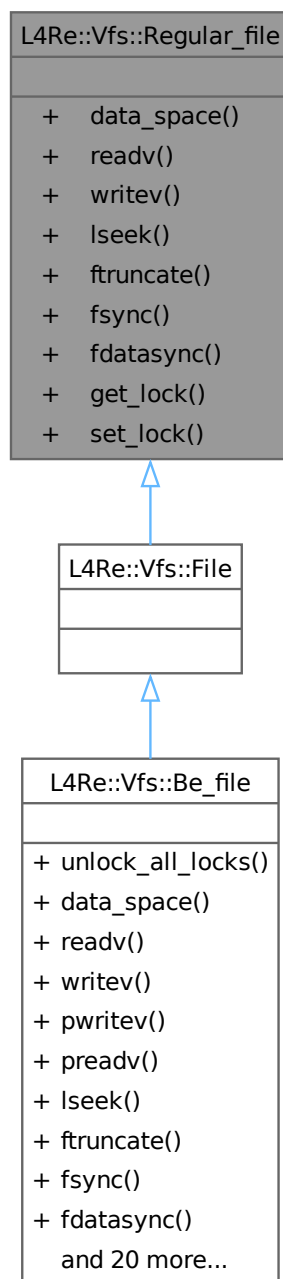 L4Re::Vfs::Regular_file
+ data_space()
+ readv()
+ writev()
+ lseek()
+ ftruncate()
+ fsync()
+ fdatasync()
+ get_lock()
+ set_lock()
L4Re::Vfs::File
L4Re::Vfs::Be_file
+ unlock_all_locks()
+ data_space()
+ readv()
+ writev()
+ pwritev()
+ preadv()
+ lseek()
+ ftruncate()
+ fsync()
+ fdatasync()
and 20 more...